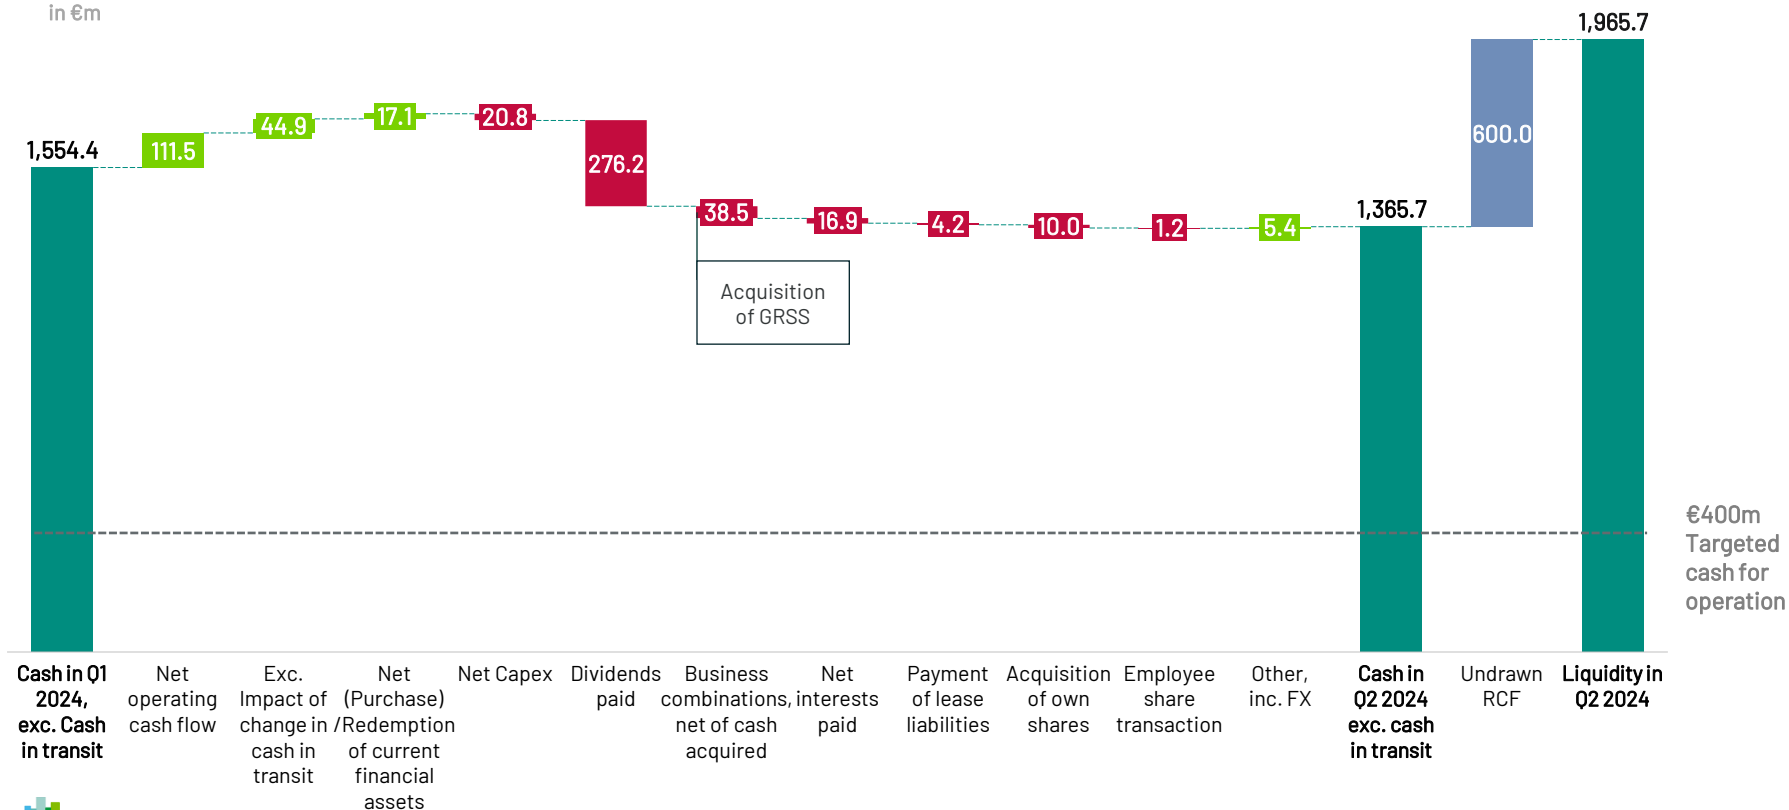 in €m
1,554.4
111.5
44.9
17.1
20.8
276.2
38.5
16.9
4.2
10.0
1.2
5.4
1,365.7
600.0
1,965.7
Acquisition
of GRSS
€400m
Targeted
cash for
operation
Cash in Q1
2024,
exc. Cash
in transit
Net
operating
cash flow
Exc.
Impact of
change in
cash in
transit
Net
(Purchase)
/Redemption
of current
financial
assets
Net Capex
Dividends
paid
Business
combinations,
net of cash
acquired
Net
interests
paid
Payment
of lease
liabilities
Acquisition
of own
shares
Employee
share
transaction
Other,
inc. FX
Cash in
Q2 2024
exc. cash
in transit
Undrawn
RCF
Liquidity in
Q2 2024